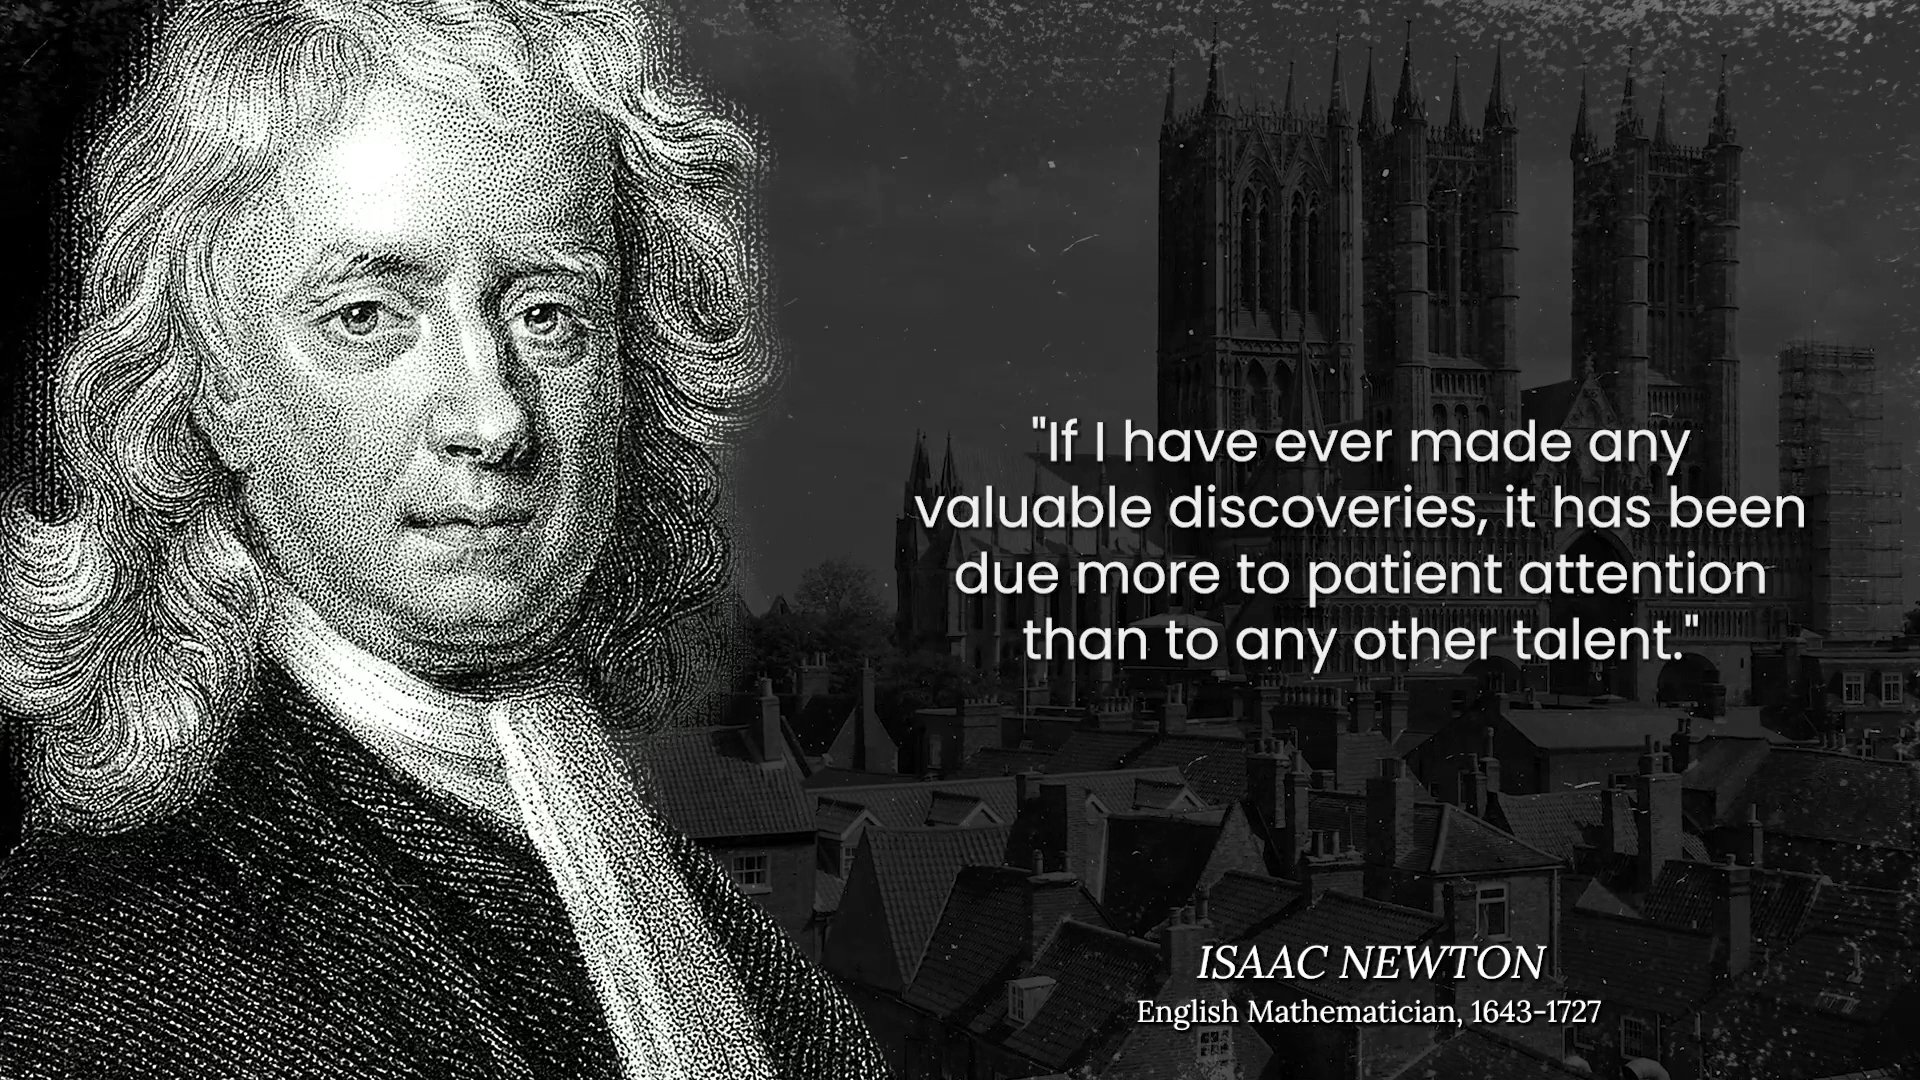 "If I have ever made any
valuable discoveries, it has been
due more to patient attention
than to any other talent."
ISAAC NEWTON
English Mathematician, 1643-1727